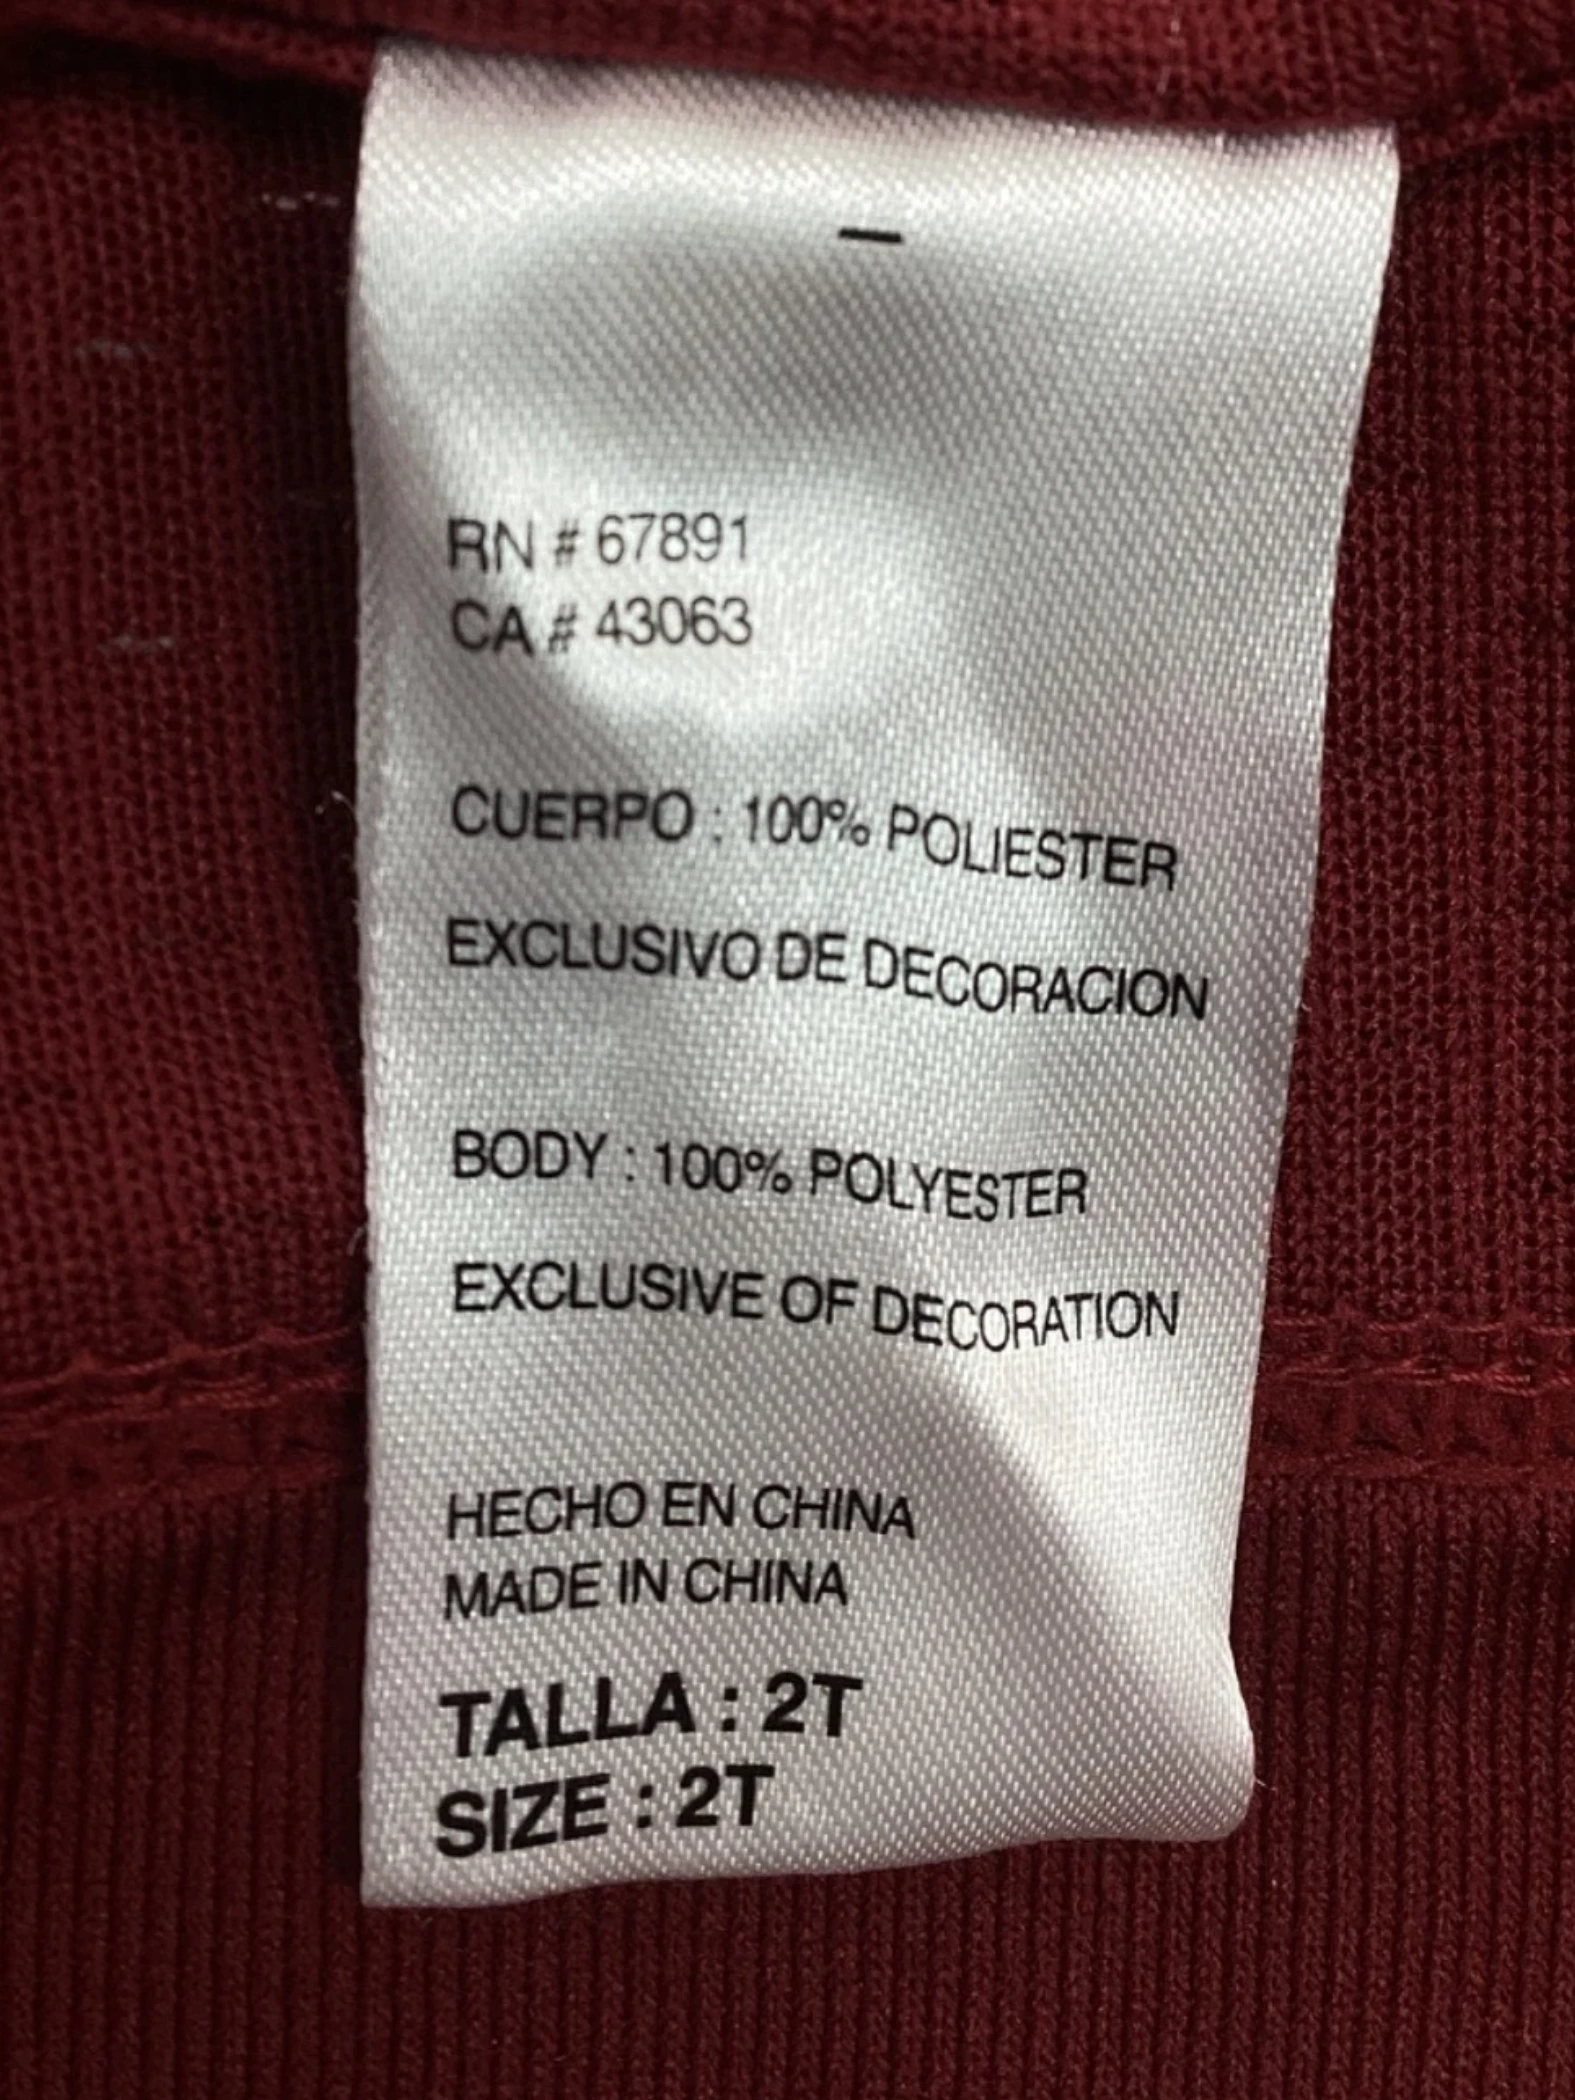 RN # 67891
CA # 43063
CUERPO : 100% POLIESTER
EXCLUSIVO DE DECORACION
BODY : 100% POLYESTER
EXCLUSIVE OF DECORATION
HECHO EN CHINA
MADE IN CHINA
TALLA : 2T
SIZE : 2T